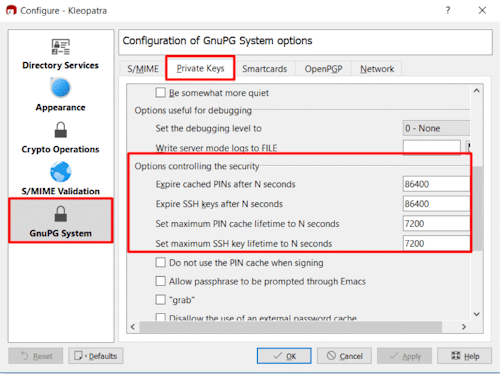 Configure - Kleopatra
?
Directory Services
Appearance
Crypto Operations
S/MIME Validation
GnuPG System
Configuration of GnuPG System options
S/MIME Private Keys Smartcards OpenPGP Network
Be somewhat more quiet
Options useful for debugging
Set the debugging level to 0 - None
Write server mode logs to FILE
Options controlling the security
Expire cached PINs after N seconds 86400
Expire SSH keys after N seconds 86400
Set maximum PIN cache lifetime to N seconds 7200
Set maximum SSH key lifetime to N seconds 7200
Do not use the PIN cache when signing
Allow passphrase to be prompted through Emacs
"grab"
Disallow the use of an external password cache
Reset Defaults OK Cancel Apply Help